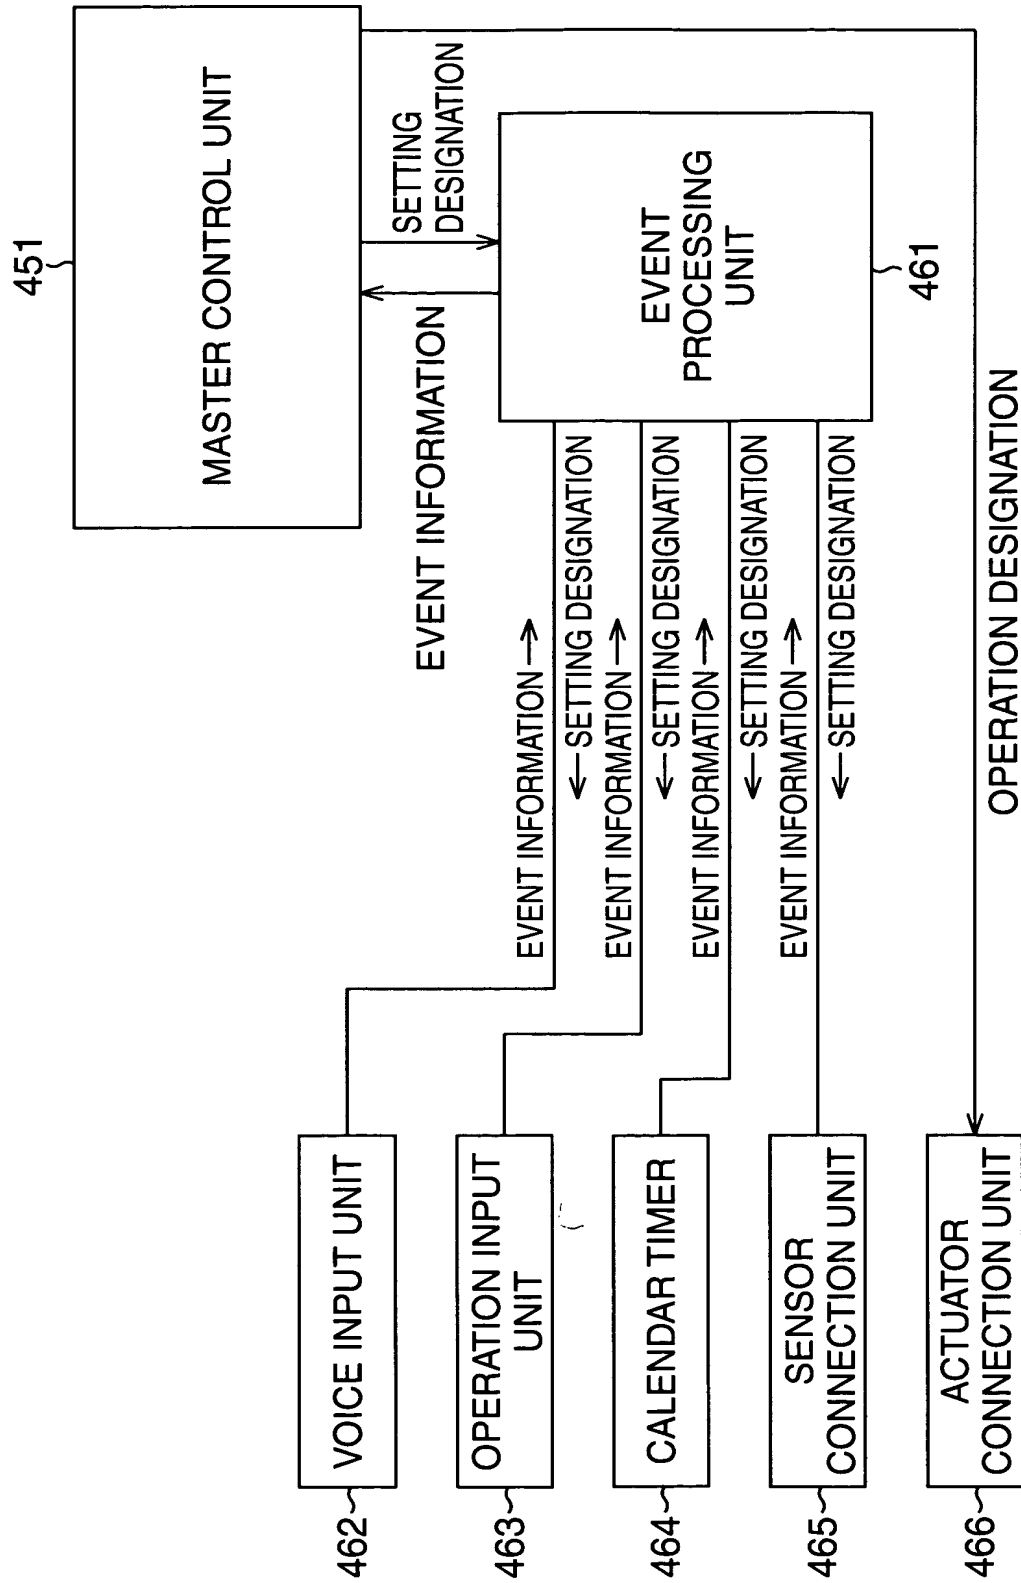 451
MASTER CONTROL UNIT
SETTING
DESIGNATION
EVENT INFORMATION
EVENT
PROCESSING
UNIT
461
EVENT INFORMATION
SETTING DESIGNATION
EVENT INFORMATION
SETTING DESIGNATION
EVENT INFORMATION
SETTING DESIGNATION
EVENT INFORMATION
SETTING DESIGNATION
OPERATION DESIGNATION
462
VOICE INPUT UNIT
463
OPERATION INPUT
UNIT
464
CALENDAR TIMER
465
SENSOR
CONNECTION UNIT
466
ACTUATOR
CONNECTION UNIT